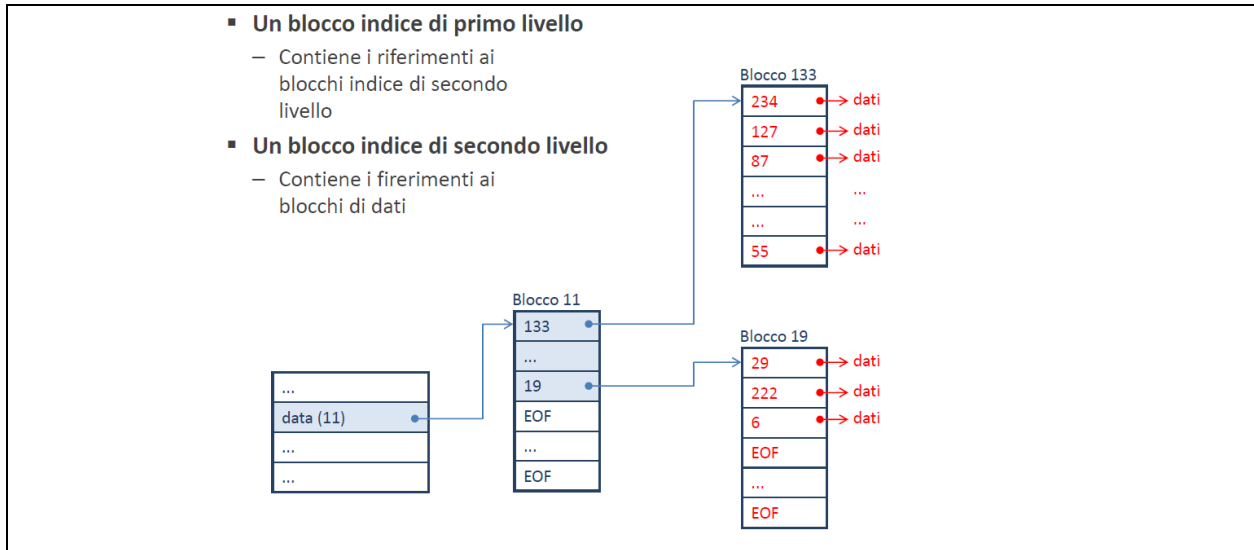 ▪ Un blocco indice di primo livello
– Contiene i riferimenti ai
blocchi indice di secondo
livello
▪ Un blocco indice di secondo livello
– Contiene i firerimenti ai
blocchi di dati
...
data (11)
...
...
Blocco 11
133
...
19
EOF
...
EOF
Blocco 133
234 dati
127 dati
87 dati
... ...
... ...
55 dati
Blocco 19
29 dati
222 dati
6 dati
EOF
...
EOF